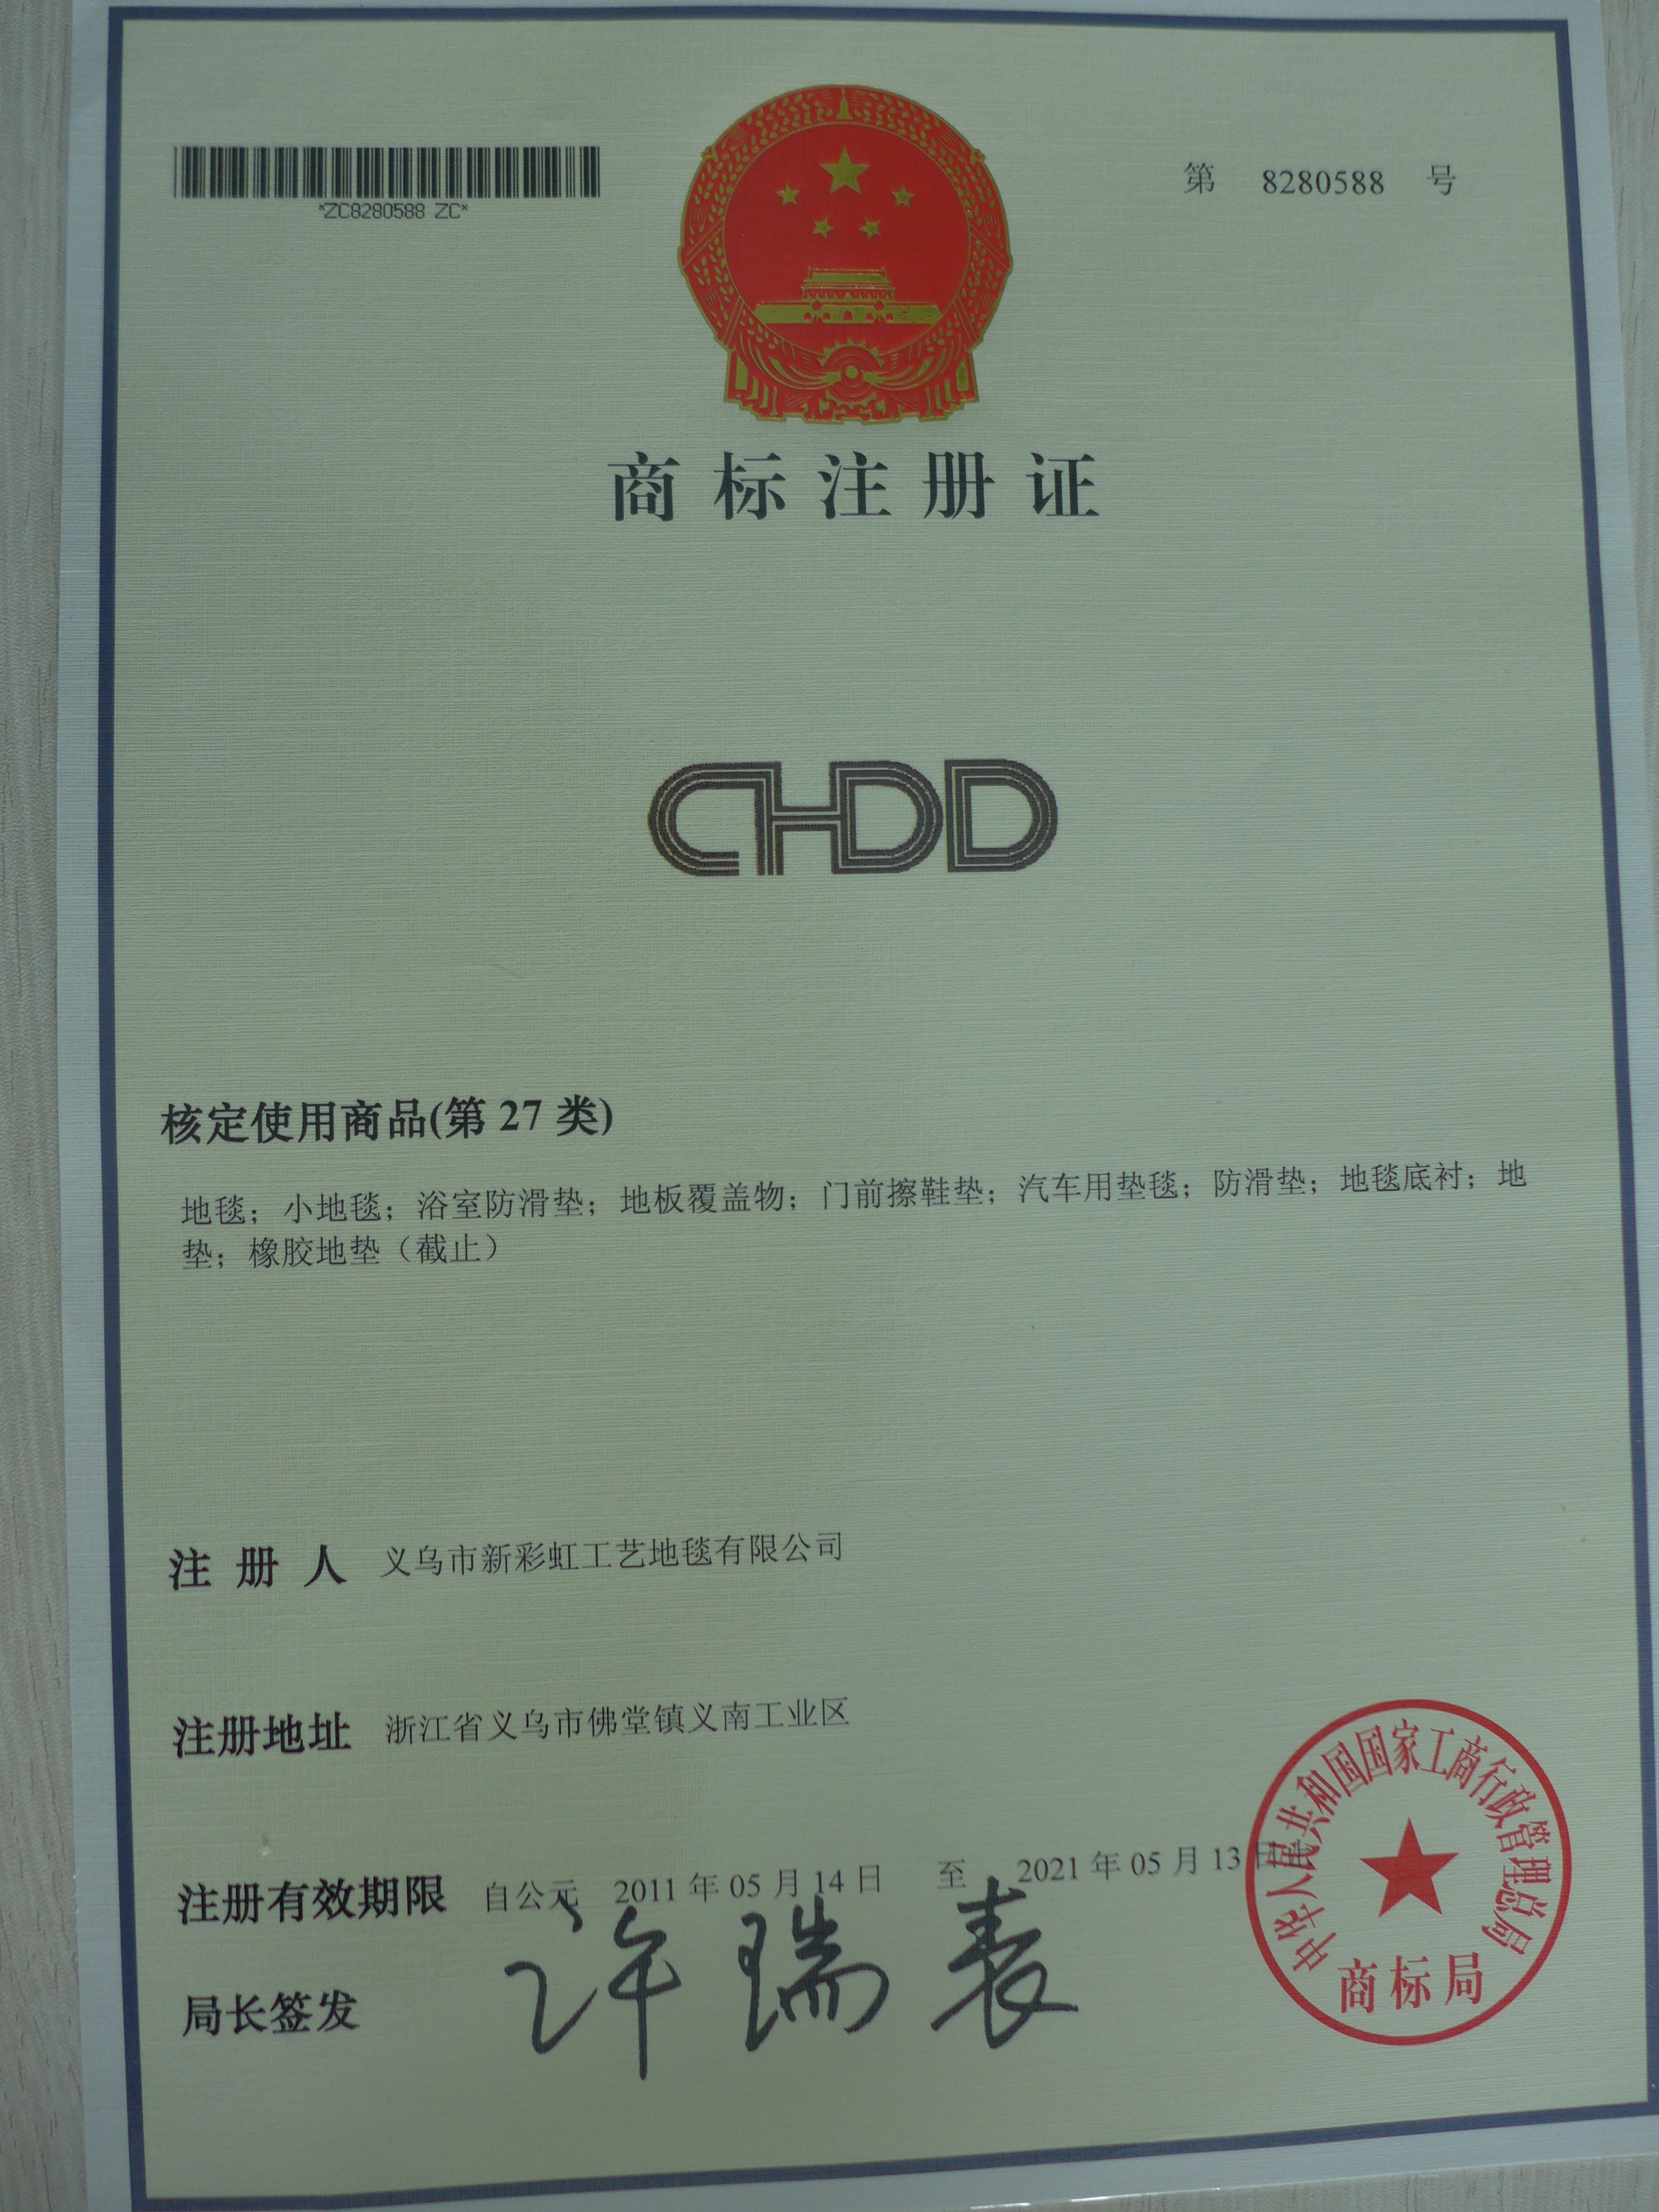 *ZC8280588 ZC*
第 8280588 号
商标注册证
CHDD
核定使用商品(第 27 类)
地毯；小地毯；浴室防滑垫；地板覆盖物；门前擦鞋垫；汽车用垫毯；防滑垫；地毯底衬；地
垫；橡胶地垫（截止）
注册人 义乌市新彩虹工艺地毯有限公司
注册地址 浙江省义乌市佛堂镇义南工业区
注册有效期限 自公元 2011 年 05 月 14 日 至 2021 年 05 月 13 日止
局长签发 许瑞表
中华人民共和国国家工商行政管理总局
商标局